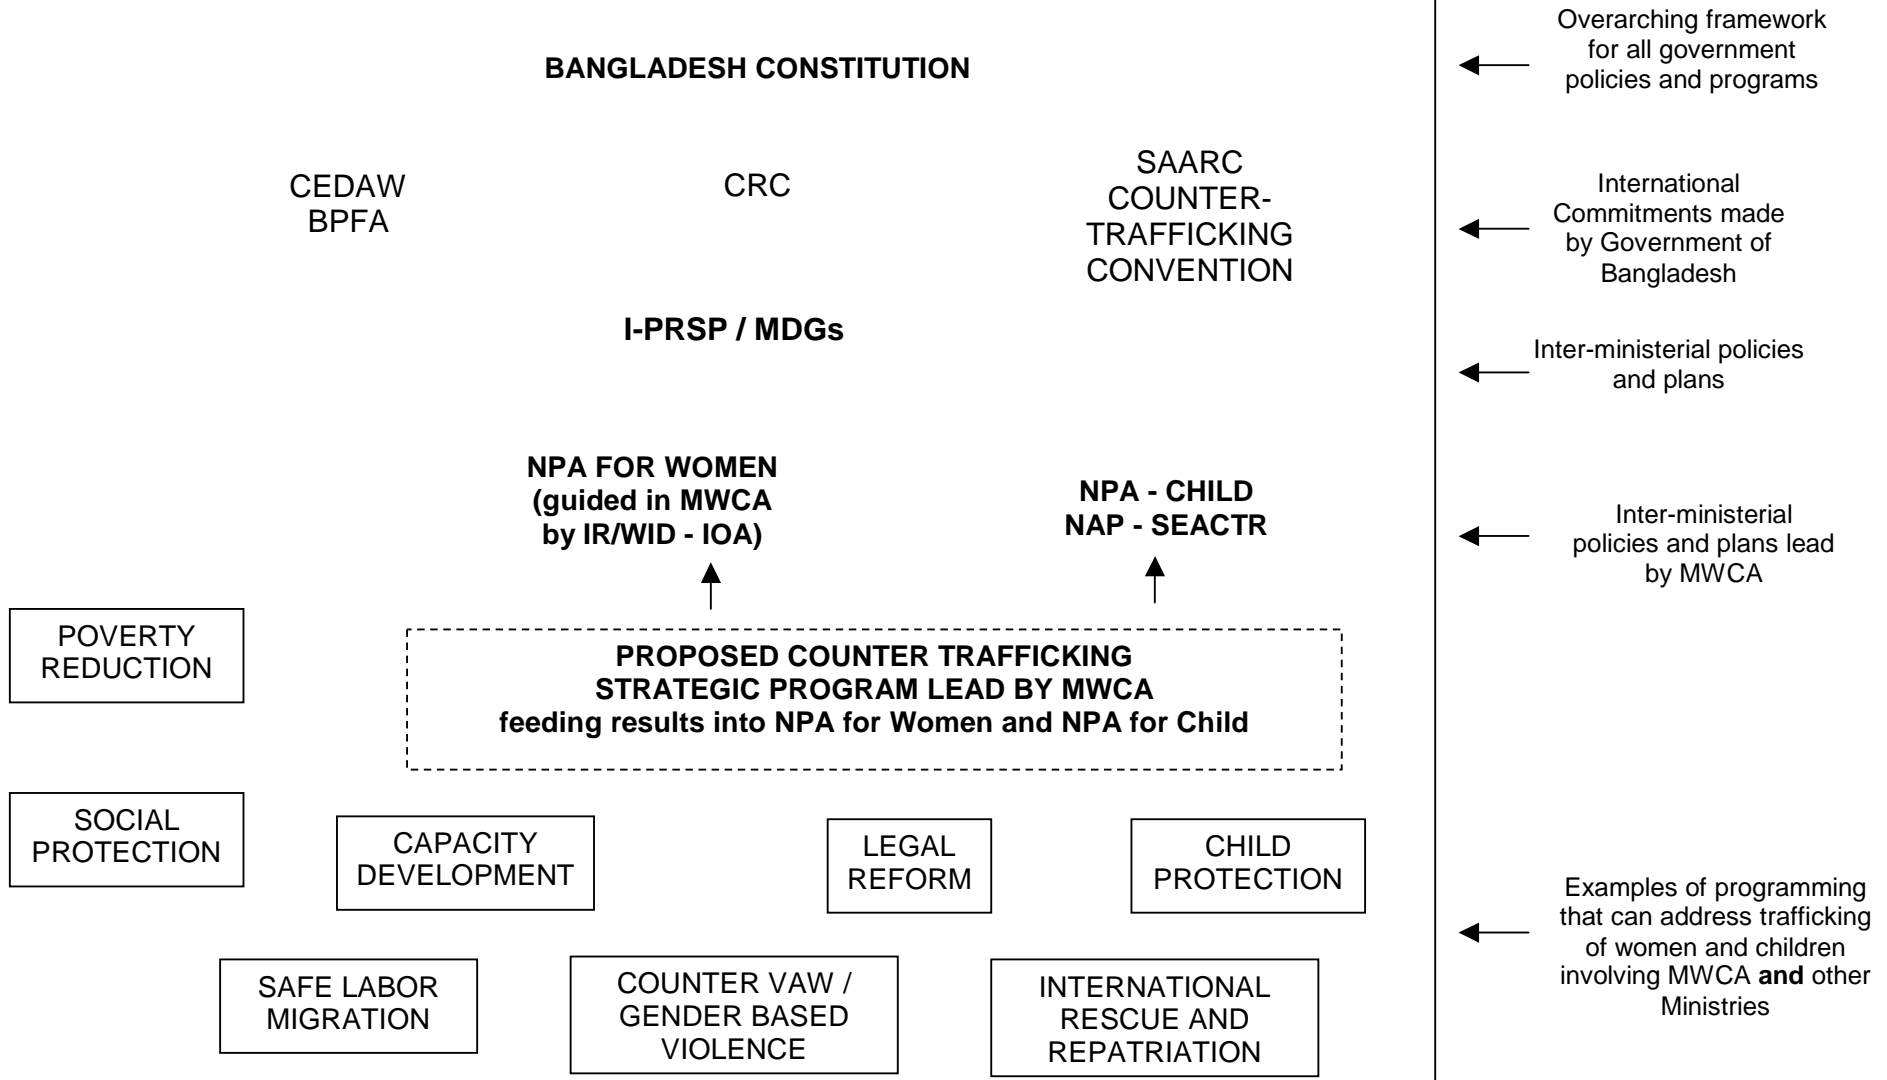 BANGLADESH CONSTITUTION
Overarching framework
for all government
policies and programs
CEDAW
BPFA
CRC
SAARC
COUNTER-
TRAFFICKING
CONVENTION
International
Commitments made
by Government of
Bangladesh
I-PRSP / MDGs
Inter-ministerial policies
and plans
NPA FOR WOMEN
(guided in MWCA
by IR/WID - IOA)
NPA - CHILD
NAP - SEACTR
Inter-ministerial
policies and plans lead
by MWCA
POVERTY
REDUCTION
PROPOSED COUNTER TRAFFICKING
STRATEGIC PROGRAM LEAD BY MWCA
feeding results into NPA for Women and NPA for Child
SOCIAL
PROTECTION
CAPACITY
DEVELOPMENT
LEGAL
REFORM
CHILD
PROTECTION
Examples of programming
that can address trafficking
of women and children
involving MWCA and other
Ministries
SAFE LABOR
MIGRATION
COUNTER VAW /
GENDER BASED
VIOLENCE
INTERNATIONAL
RESCUE AND
REPATRIATION